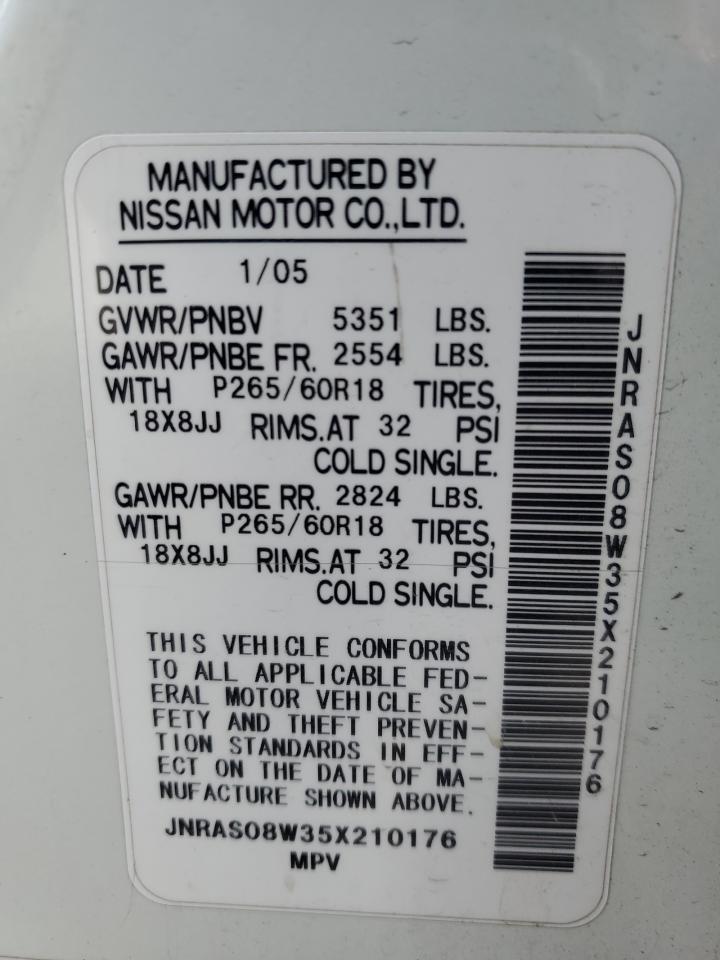 MANUFACTURED BY
NISSAN MOTOR CO.,LTD.
DATE 1/05
GVWR/PNBV 5351 LBS.
GAWR/PNBE FR. 2554 LBS.
WITH P265/60R18 TIRES,
18X8JJ RIMS.AT 32 PSI
COLD SINGLE.
GAWR/PNBE RR. 2824 LBS.
WITH P265/60R18 TIRES,
18X8JJ RIMS.AT 32 PSI
COLD SINGLE.
THIS VEHICLE CONFORMS
TO ALL APPLICABLE FED-
ERAL MOTOR VEHICLE SA-
FETY AND THEFT PREVEN-
TION STANDARDS IN EFF-
ECT ON THE DATE OF MA-
NUFACTURE SHOWN ABOVE.
JNRAS08W35X210176
MPV
JNRAS08W35X210176